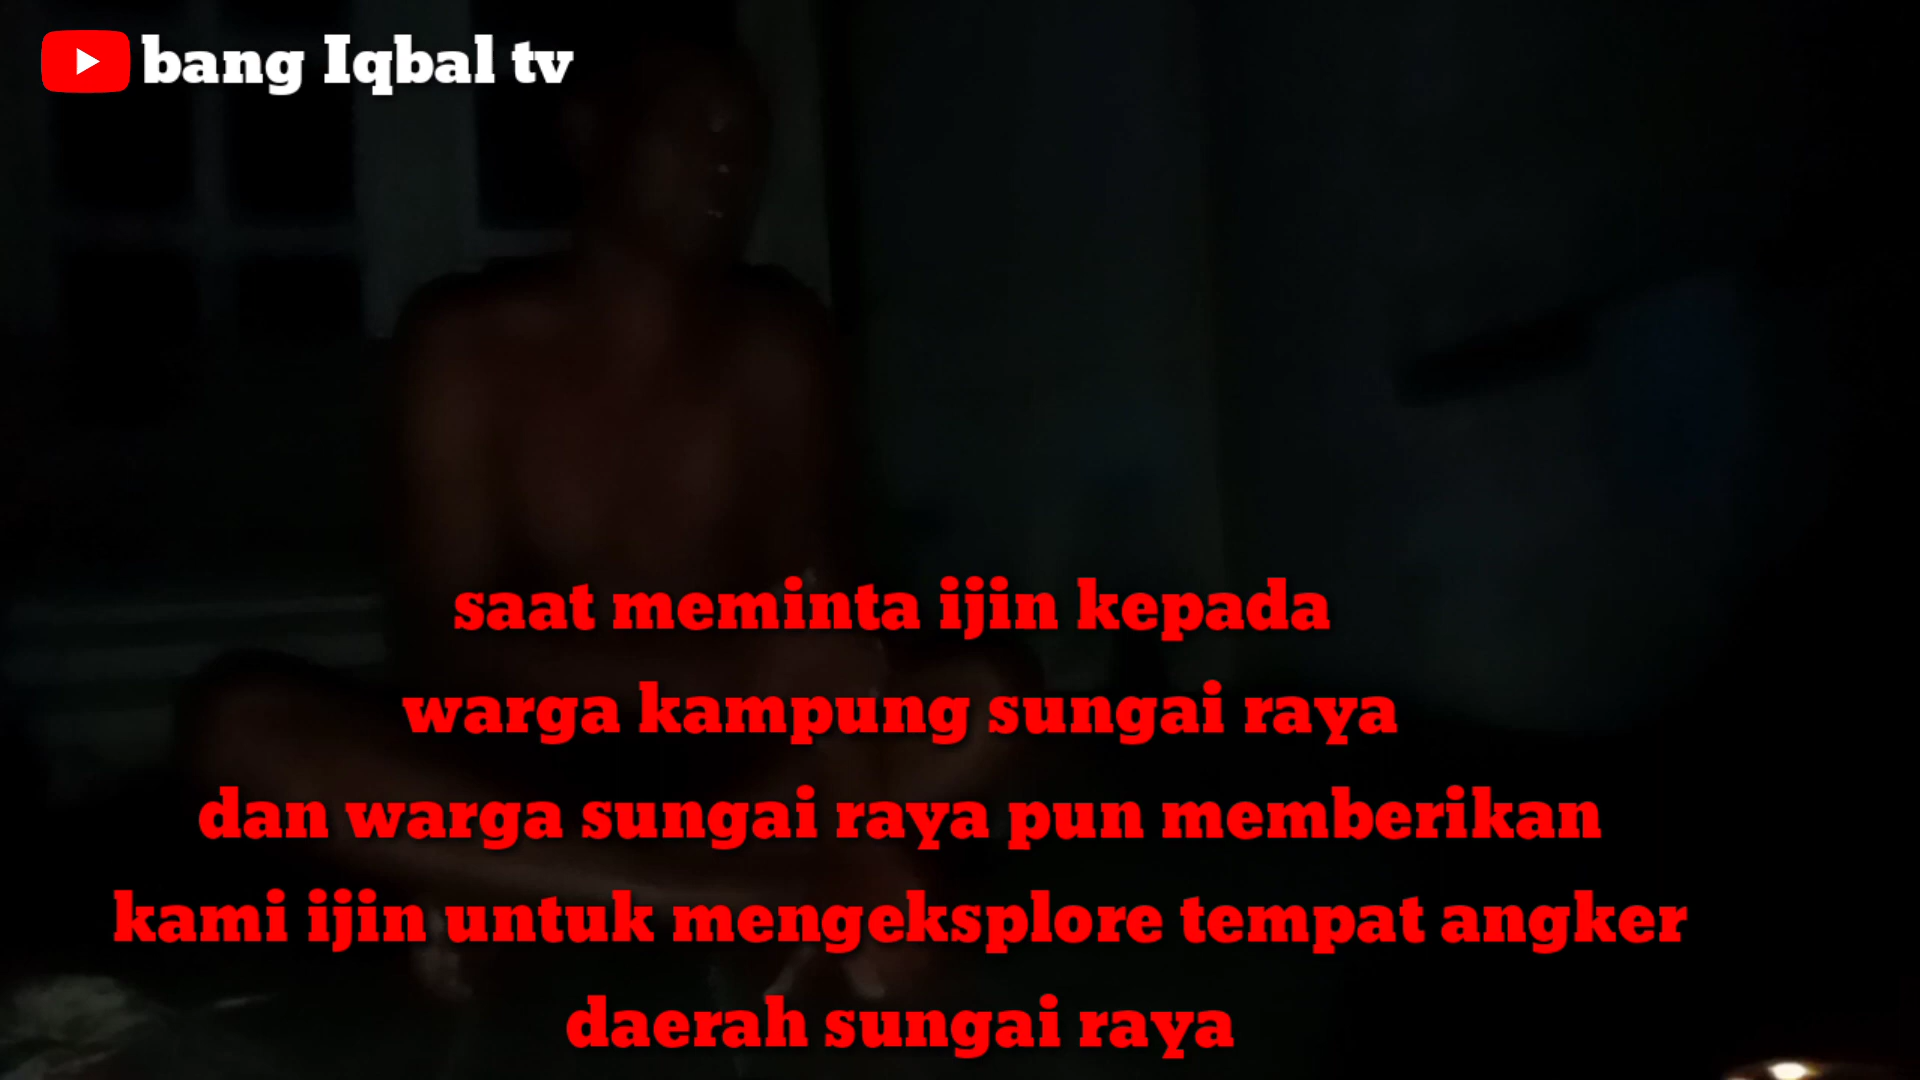 bang Iqbal tv
saat meminta ijin kepada
warga kampung sungai raya
dan warga sungai raya pun memberikan
kami ijin untuk mengeksplore tempat angker
daerah sungai raya